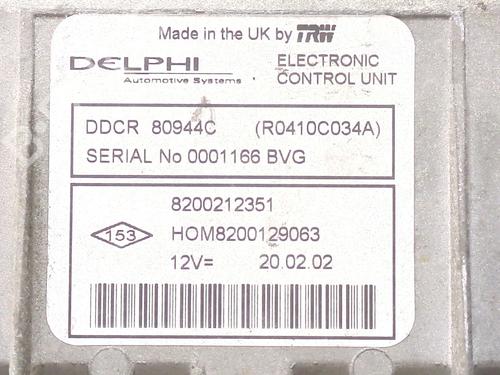 Made in the UK by TRW
DELPHI
Automotive Systems
ELECTRONIC
CONTROL UNIT
DDCR 80944C (R0410C034A)
SERIAL No 0001166 BVG
8200212351
153 HOM8200129063
12V= 20.02.02